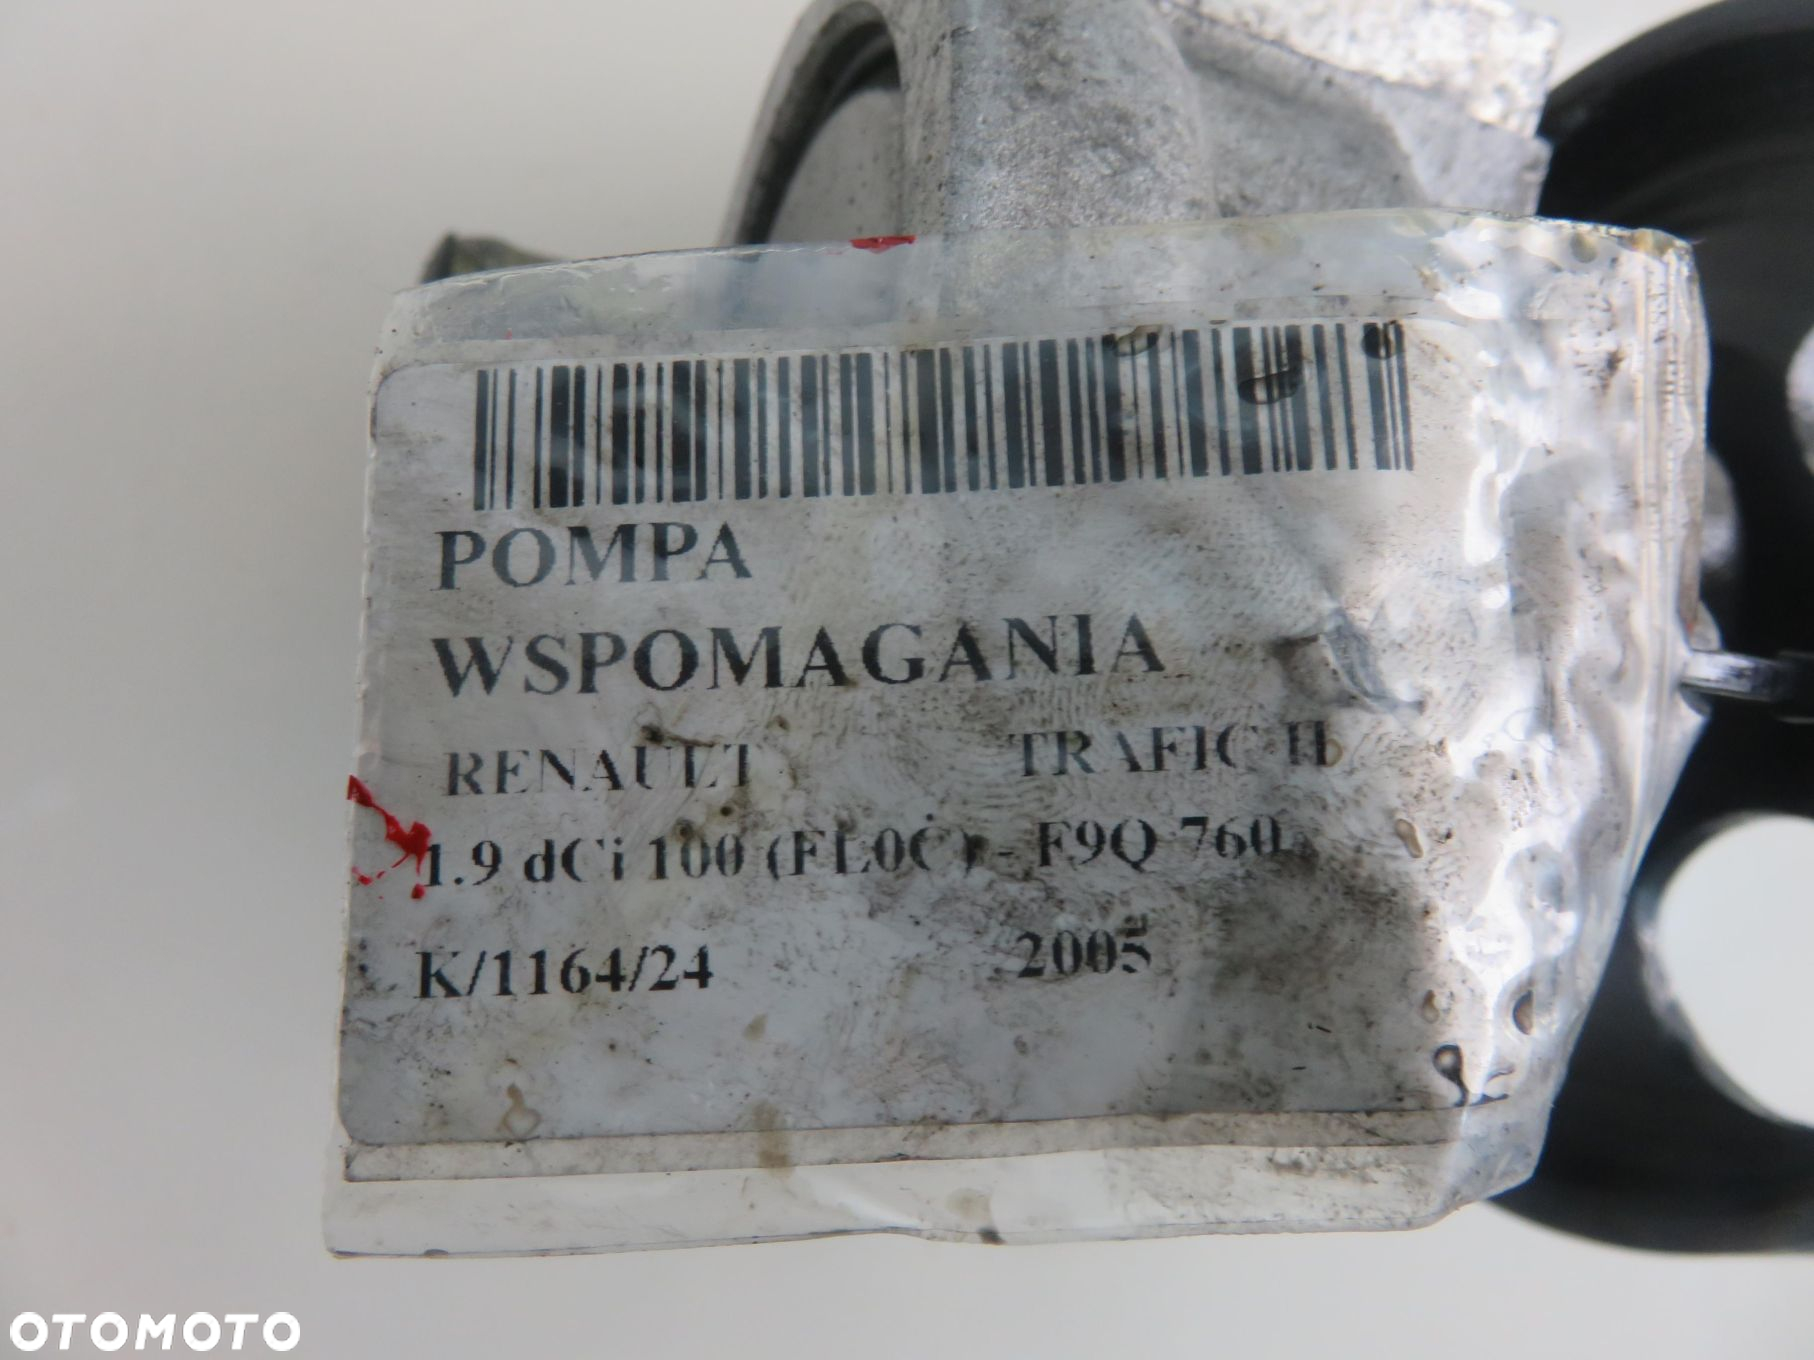 POMPA
WSPOMAGANIA
RENAULT TRAFIC II
1.9 dCi 100 (FL0C) - F9Q 760
K/1164/24 2005
OTOMOTO